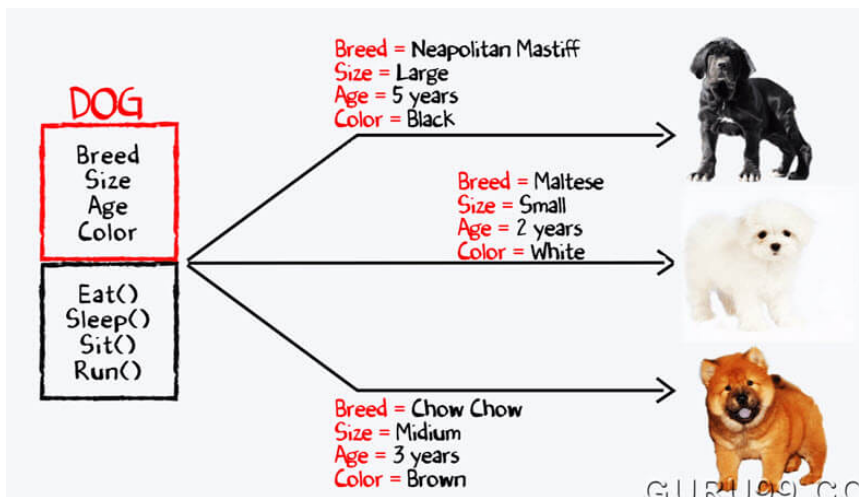 DOG
Breed
Size
Age
Color
Eat()
Sleep()
Sit()
Run()
Breed = Neapolitan Mastiff
Size = Large
Age = 5 years
Color = Black
Breed = Maltese
Size = Small
Age = 2 years
Color = White
Breed = Chow Chow
Size = Midium
Age = 3 years
Color = Brown
GURU99.CO